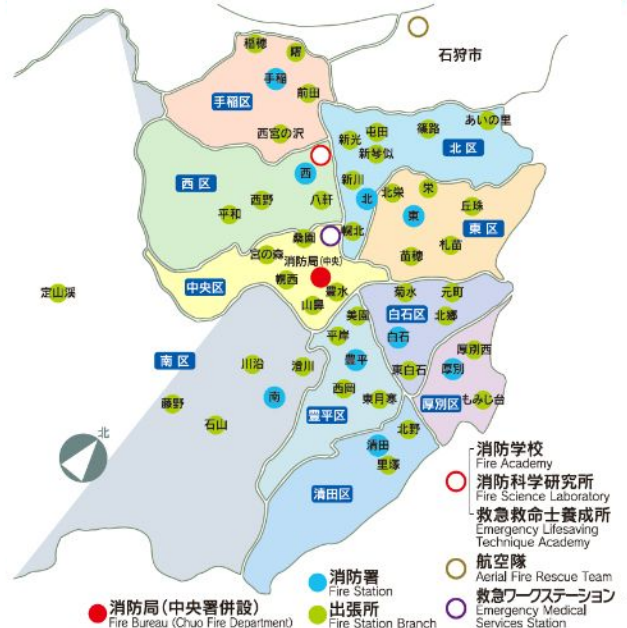 石狩市
稲穂
曙
手稲
前田
手稲区
西宮の沢
新光
屯田
篠路
あいの里
新琴似
北区
西
新川
西区
西野
八軒
平和
北
北栄
栄
東
丘珠
東区
桑園
幌北
苗穂
札苗
宮の森
消防局(中央)
幌西
豊水
中央区
山鼻
定山渓
菊水
元町
白石区
北郷
美園
平岸
白石
南区
川沿
澄川
豊平
東白石
厚別西
厚別
南
西岡
東月寒
厚別区
もみじ台
藤野
石山
豊平区
北野
清田
里塚
清田区
北
消防学校
Fire Academy
消防科学研究所
Fire Science Laboratory
救急救命士養成所
Emergency Lifesaving
Technique Academy
航空隊
Aerial Fire Rescue Team
救急ワークステーション
Emergency Medical
Services Station
消防署
Fire Station
出張所
Fire Station Branch
消防局(中央署併設)
Fire Bureau (Chuo Fire Department)